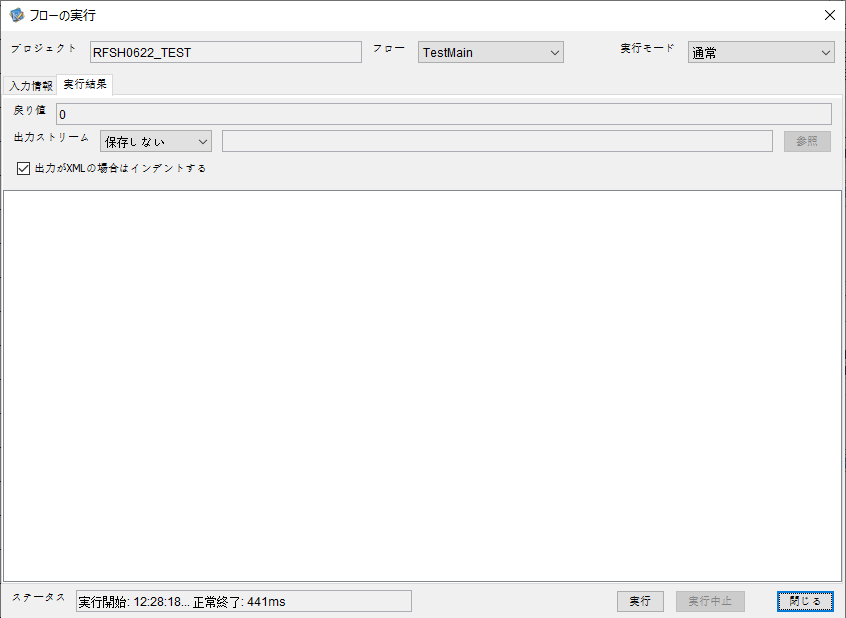 フローの実行
プロジェクト RFSH0622_TEST フロー TestMain 実行モード 通常
入力情報 実行結果
戻り値 0
出力ストリーム 保存しない 参照
出力がXMLの場合はインデントする
ステータス 実行開始: 12:28:18... 正常終了: 441ms 実行 実行中止 閉じる